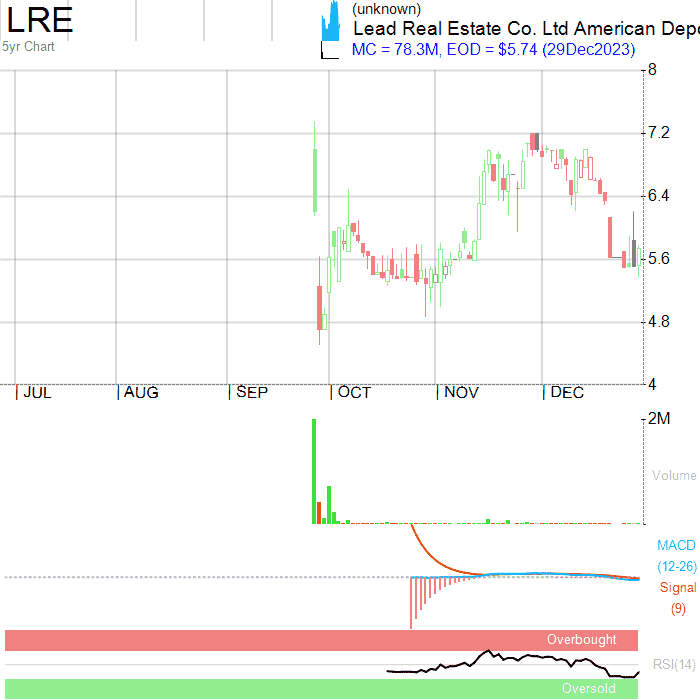 LRE
5yr Chart
(unknown)
Lead Real Estate Co. Ltd American Depo
MC = 78.3M, EOD = $5.74 (29Dec2023)
8
7.2
6.4
5.6
4.8
4
| JUL | AUG | SEP | OCT | NOV | DEC
2M
Volume
MACD
(12-26)
Signal
(9)
Overbought
RSI(14)
Oversold